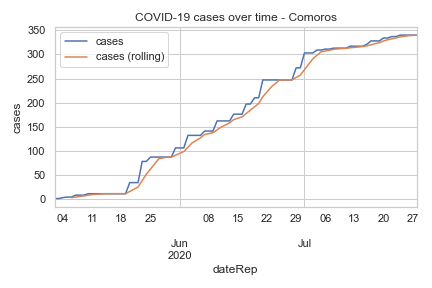 COVID-19 cases over time - Comoros
cases
cases (rolling)
350
300
250
200
150
100
50
0
cases
04 11 18 25 08 15 22 29 06 13 20 27
Jun Jul
2020
dateRep